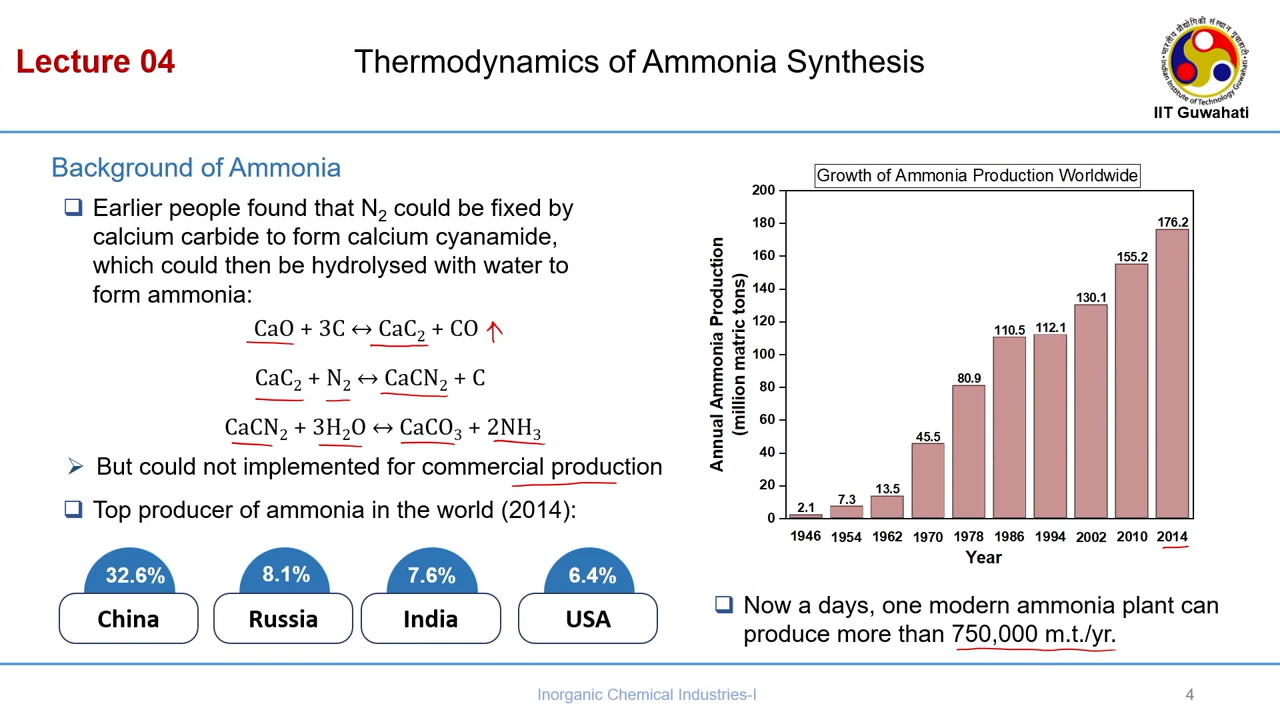 Lecture 04
Thermodynamics of Ammonia Synthesis
Indian Institute of Technology Guwahati
IIT Guwahati
Background of Ammonia
❑ Earlier people found that N₂ could be fixed by
calcium carbide to form calcium cyanamide,
which could then be hydrolysed with water to
form ammonia:
CaO + 3C ↔ CaC₂ + CO ↑
CaC₂ + N₂ ↔ CaCN₂ + C
CaCN₂ + 3H₂O ↔ CaCO₃ + 2NH₃
➢ But could not implemented for commercial production
❑ Top producer of ammonia in the world (2014):
32.6% 8.1% 7.6% 6.4%
China Russia India USA
Growth of Ammonia Production Worldwide
Annual Ammonia Production
(million matric tons)
200
180
160
140
120
100
80
60
40
20
0
2.1 7.3 13.5 45.5 80.9 110.5 112.1 130.1 155.2 176.2
1946 1954 1962 1970 1978 1986 1994 2002 2010 2014
Year
❑ Now a days, one modern ammonia plant can
produce more than 750,000 m.t./yr.
Inorganic Chemical Industries-I
4